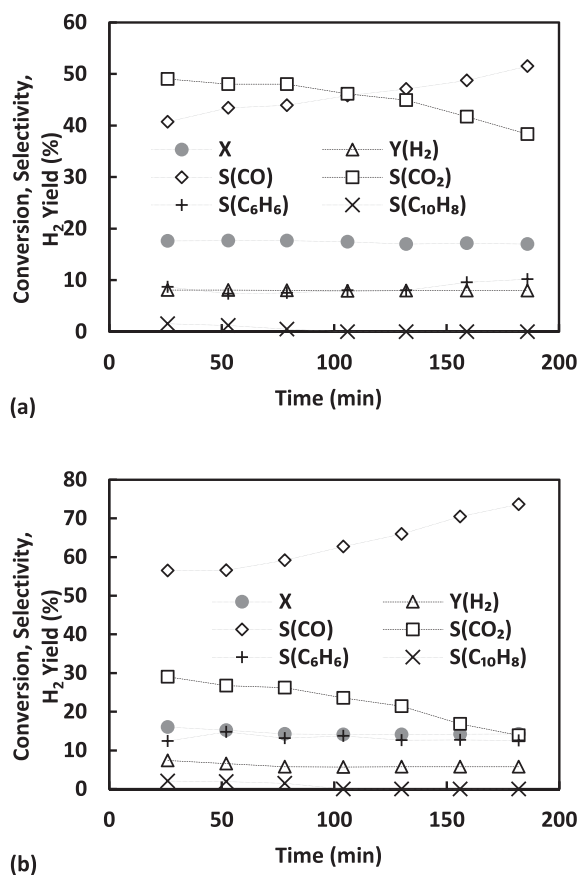 60
50
40
30
20
10
0
0 50 100 150 200
Conversion, Selectivity,
H₂ Yield (%)
X Y(H₂)
S(CO) S(CO₂)
S(C₆H₆) S(C₁₀H₈)
Time (min)
(a)
80
70
60
50
40
30
20
10
0
0 50 100 150 200
Conversion, Selectivity,
H₂ Yield (%)
X Y(H₂)
S(CO) S(CO₂)
S(C₆H₆) S(C₁₀H₈)
Time (min)
(b)